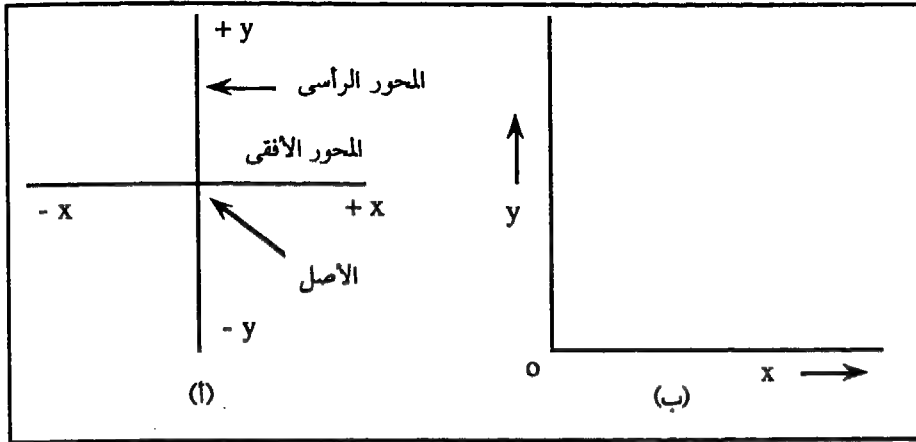 + y
المحور الرأسى
المحور الأفقى
- x
+ x
الأصل
- y
(أ)
y
o
x
(ب)